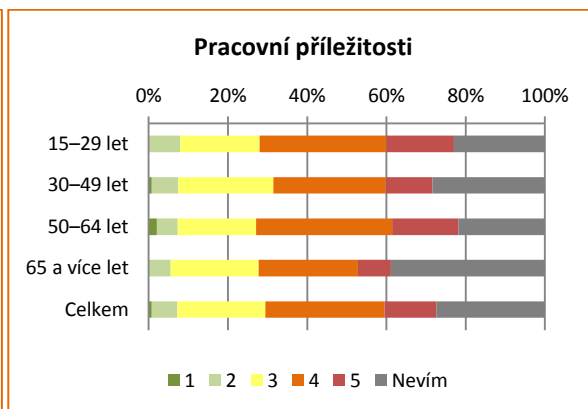 Pracovní příležitosti
0% 20% 40% 60% 80% 100%
15–29 let
30–49 let
50–64 let
65 a více let
Celkem
1 2 3 4 5 Nevím